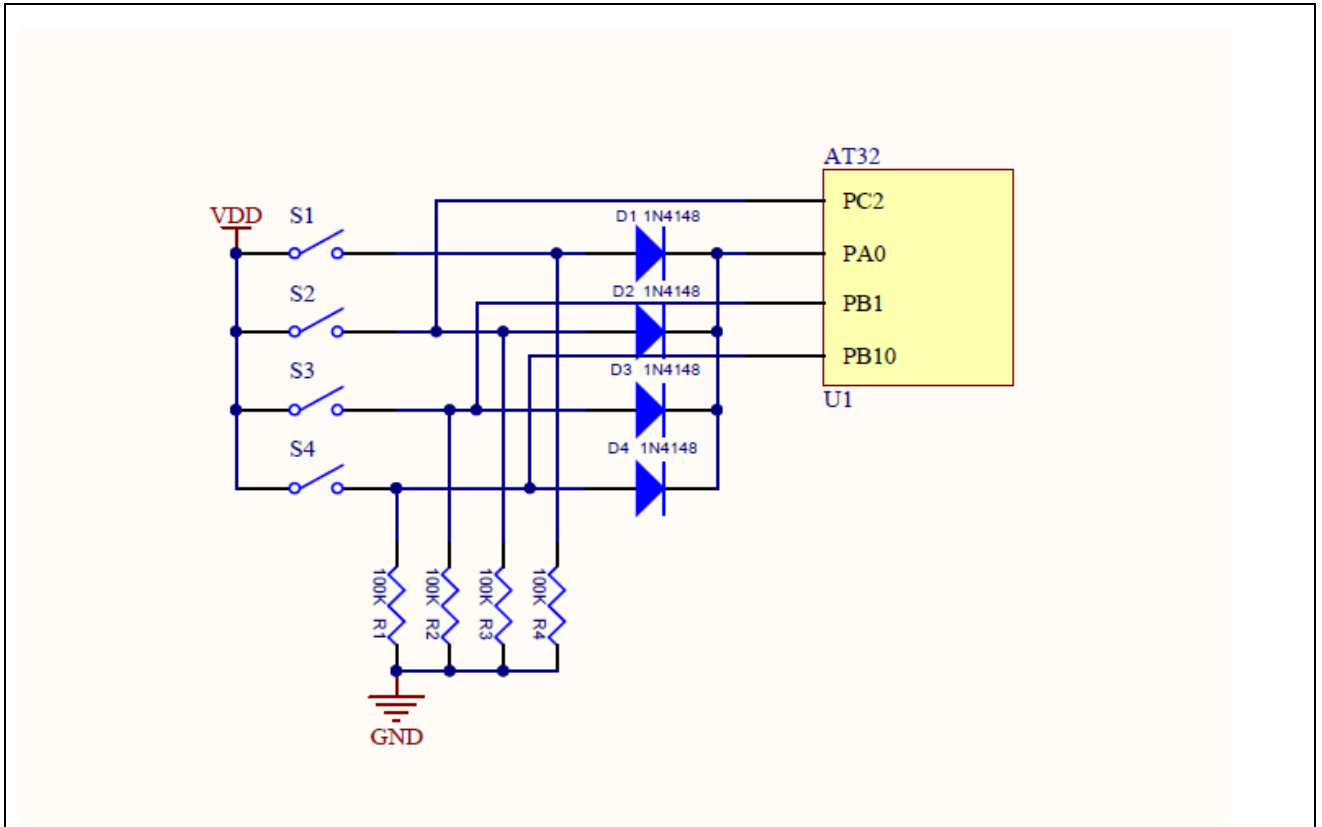 AT32
PC2
VDD
S1
D1 1N4148
PA0
S2
D2 1N4148
PB1
PB10
S3
D3 1N4148
U1
S4
D4 1N4148
100K R1
100K R2
100K R3
100K R4
GND